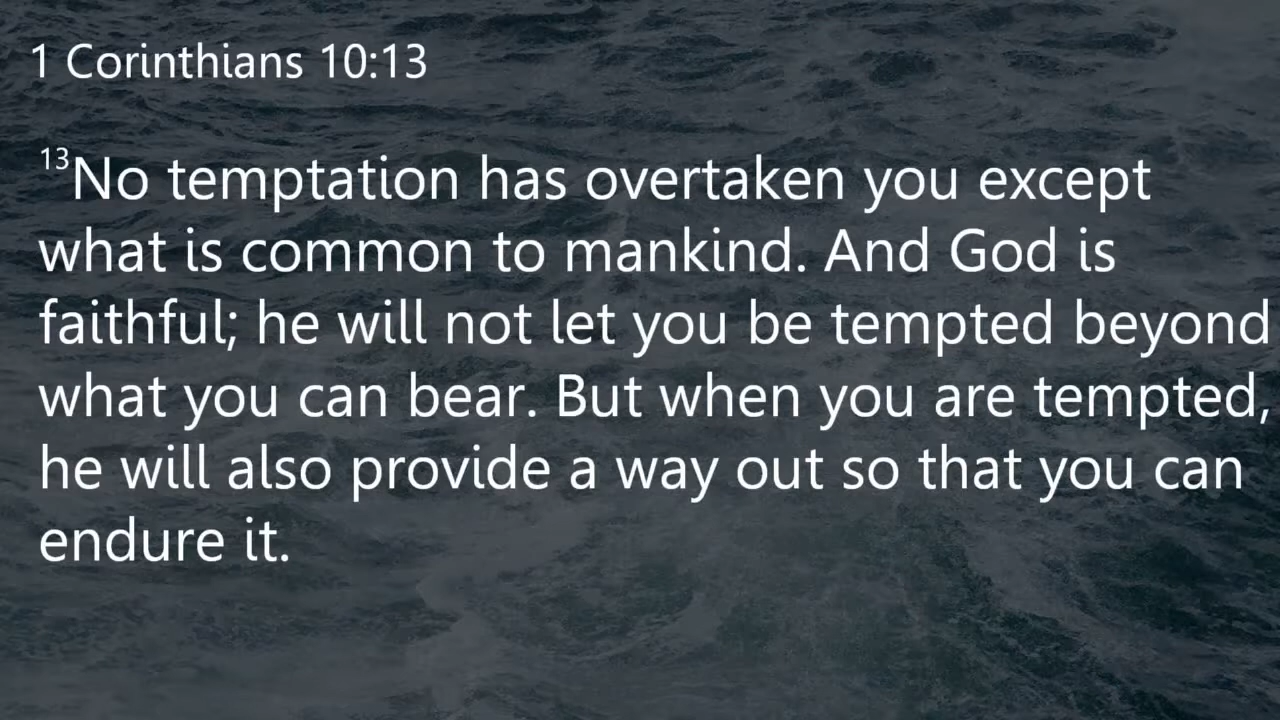 1 Corinthians 10:13
13No temptation has overtaken you except
what is common to mankind. And God is
faithful; he will not let you be tempted beyond
what you can bear. But when you are tempted,
he will also provide a way out so that you can
endure it.